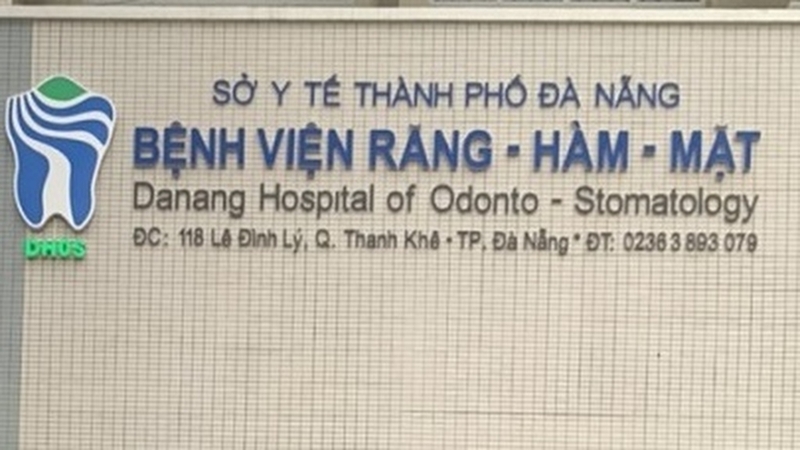 SỞ Y TẾ THÀNH PHỐ ĐÀ NẴNG
BỆNH VIỆN RĂNG - HÀM - MẶT
Danang Hospital of Odonto - Stomatology
ĐC: 118 Lê Đình Lý, Q. Thanh Khê - TP. Đà Nẵng * ĐT: 0236 3 893 079
DHOS